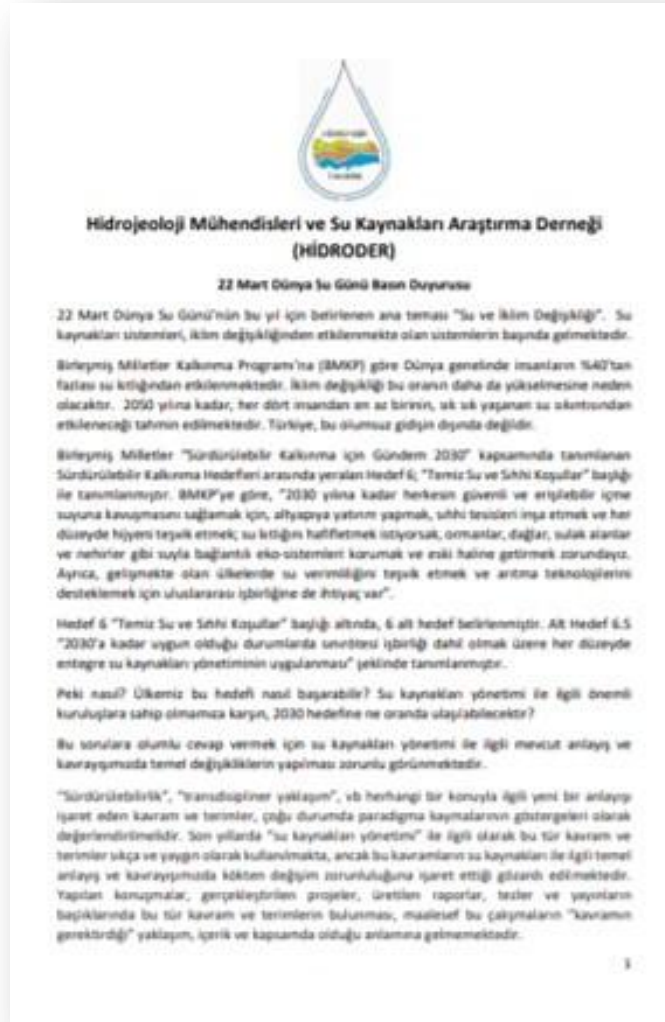 Hidrojeoloji Mühendisleri ve Su Kaynakları Araştırma Derneği
(HİDRODER)
22 Mart Dünya Su Günü Basın Duyurusu
22 Mart Dünya Su Günü'nün bu yıl için belirlenen ana teması "Su ve İklim Değişikliği". Su
kaynakları sistemleri, iklim değişikliğinden etkilenmekte olan sistemlerin başında gelmektedir.
Birleşmiş Milletler Kalkınma Programı'na (BMKP) göre Dünya genelinde insanların %40'tan
fazlası su kıtlığından etkilenmektedir. İklim değişikliği bu oranın daha da yükselmesine neden
olacaktır. 2050 yılına kadar, her dört insandan en az birinin, sık sık yaşanan su sıkıntısından
etkileneceği tahmin edilmektedir. Türkiye, bu olumsuz gidişin dışında değildir.
Birleşmiş Milletler "Sürdürülebilir Kalkınma için Gündem 2030" kapsamında tanımlanan
Sürdürülebilir Kalkınma Hedefleri arasında yeralan Hedef 6; "Temiz Su ve Sıhhi Koşullar" başlığı
ile tanımlanmıştır. BMKP'ye göre, "2030 yılına kadar herkesin güvenli ve erişilebilir içme
suyuna kavuşmasını sağlamak için, altyapıya yatırım yapmak, sıhhi tesisleri inşa etmek ve her
düzeyde hijyeni teşvik etmek; su kıtlığını hafifletmek istiyorsak, ormanlar, dağlar, sulak alanlar
ve nehirler gibi suyla bağlantılı eko-sistemleri korumak ve eski haline getirmek zorundayız.
Ayrıca, gelişmekte olan ülkelerde su verimliliğini teşvik etmek ve arıtma teknolojilerini
desteklemek için uluslararası işbirliğine de ihtiyaç var".
Hedef 6 "Temiz Su ve Sıhhi Koşullar" başlığı altında, 6 alt hedef belirlenmiştir. Alt Hedef 6.5
"2030'a kadar uygun olduğu durumlarda sınırötesi işbirliği dahil olmak üzere her düzeyde
entegre su kaynakları yönetiminin uygulanması" şeklinde tanımlanmıştır.
Peki nasıl? Ülkemiz bu hedefi nasıl başarabilir? Su kaynakları yönetimi ile ilgili önemli
kuruluşlara sahip olmamıza karşın, 2030 hedefine ne oranda ulaşılabilecektir?
Bu sorulara olumlu cevap vermek için su kaynakları yönetimi ile ilgili mevcut anlayış ve
kavrayışımızda temel değişikliklerin yapılması zorunlu görünmektedir.
"Sürdürülebilirlik", "transdisipliner yaklaşım", vb herhangi bir konuyla ilgili yeni bir anlayışı
işaret eden kavram ve terimler, çoğu durumda paradigma kaymalarının göstergeleri olarak
değerlendirilmelidir. Son yıllarda "su kaynakları yönetimi" ile ilgili olarak bu tür kavram ve
terimler sıkça ve yaygın olarak kullanılmakta, ancak bu kavramların su kaynakları ile ilgili temel
anlayış ve kavrayışımızda kökten değişim zorunluluğuna işaret ettiği gözardı edilmektedir.
Yapılan konuşmalar, gerçekleştirilen projeler, üretilen raporlar, tezler ve yayınların
başlıklarında bu tür kavram ve terimlerin bulunması, maalesef bu çalışmaların "kavramın
gerektirdiği" yaklaşım, içerik ve kapsamda olduğu anlamına gelmemektedir.